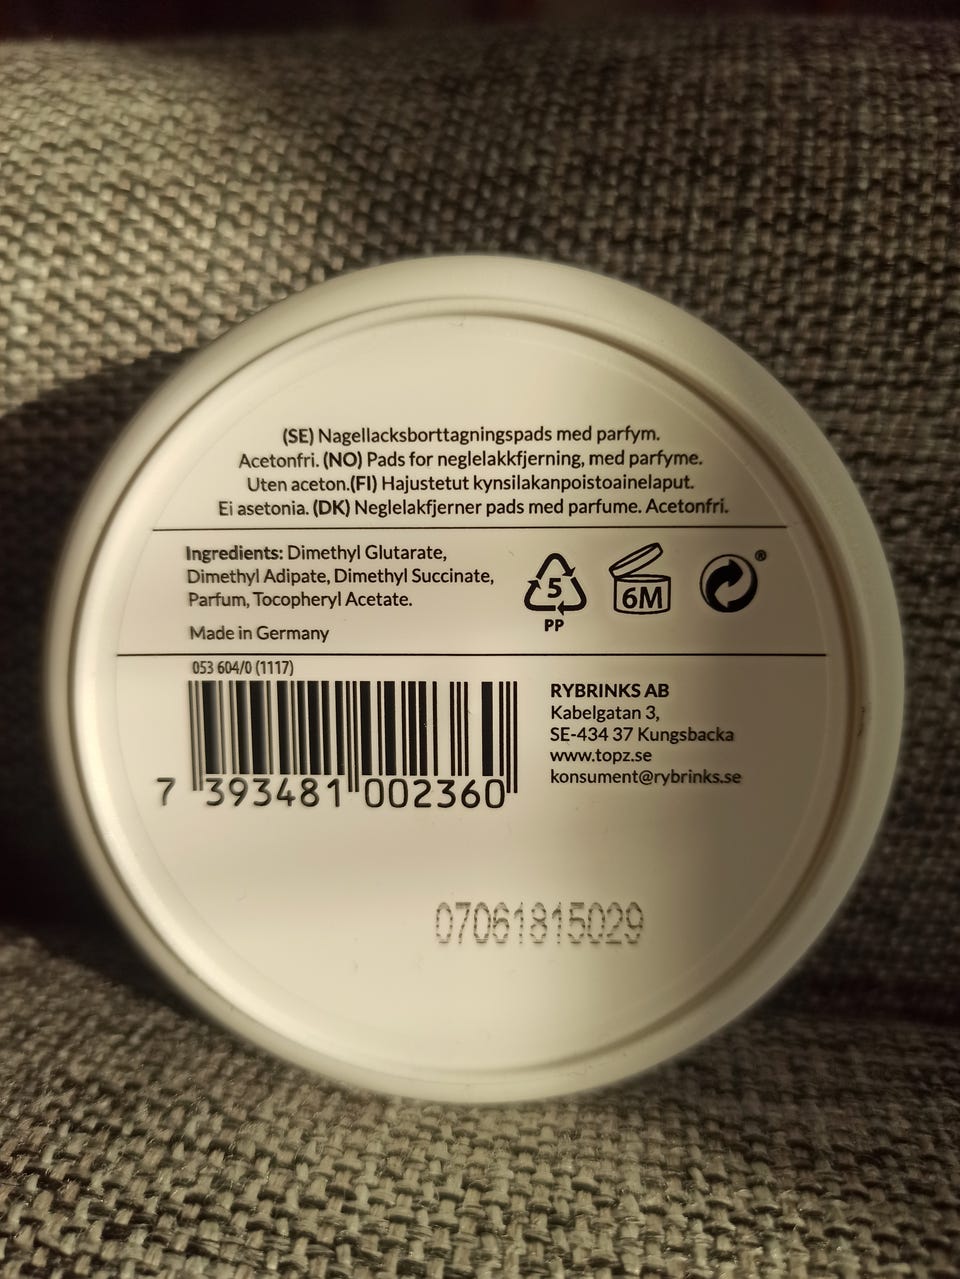 (SE) Nagellacksborttagningspads med parfym.
Acetonfri. (NO) Pads for neglelakkfjerning, med parfyme.
Uten aceton.(FI) Hajustetut kynsilakanpoistoainelaput.
Ei asetonia. (DK) Neglelakfjerner pads med parfume. Acetonfri.
Ingredients: Dimethyl Glutarate,
Dimethyl Adipate, Dimethyl Succinate,
Parfum, Tocopheryl Acetate.
Made in Germany
5
PP
6M
®
053 604/0 (1117)
7 393481 002360
RYBRINKS AB
Kabelgatan 3,
SE-434 37 Kungsbacka
www.topz.se
konsument@rybrinks.se
07061815029